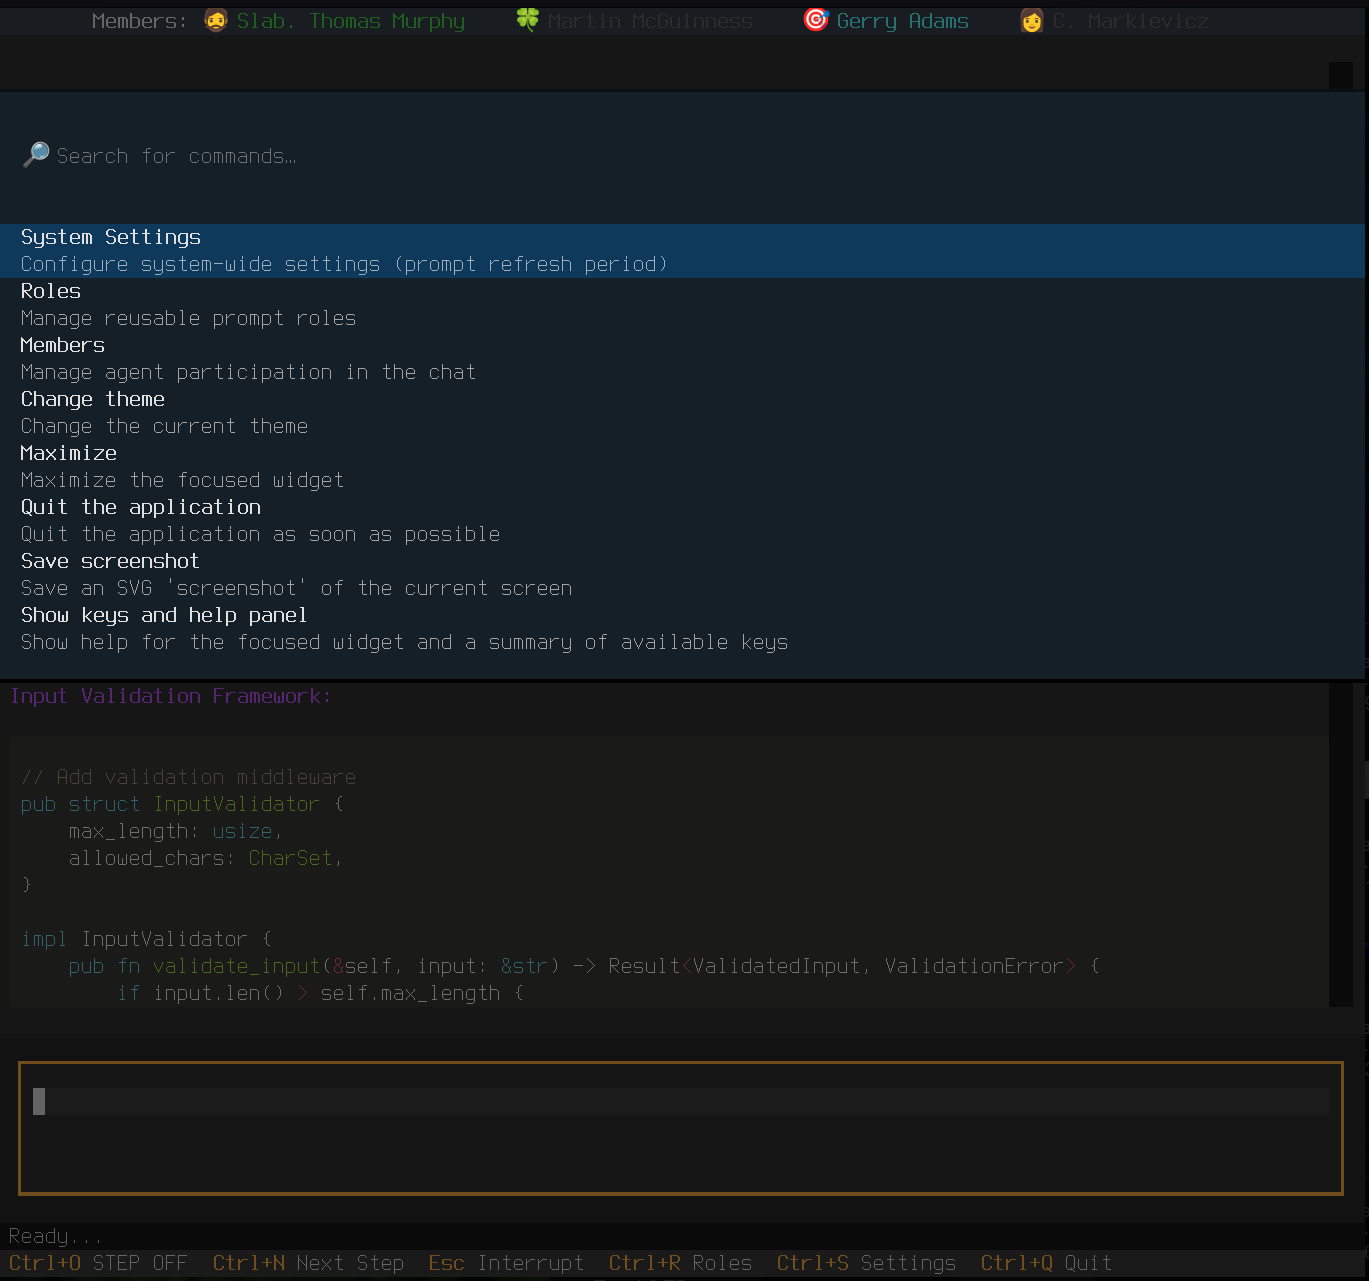 Members: Slab. Thomas Murphy Martin McGuinness Gerry Adams C. Markievicz
Search for commands…
System Settings
Configure system-wide settings (prompt refresh period)
Roles
Manage reusable prompt roles
Members
Manage agent participation in the chat
Change theme
Change the current theme
Maximize
Maximize the focused widget
Quit the application
Quit the application as soon as possible
Save screenshot
Save an SVG 'screenshot' of the current screen
Show keys and help panel
Show help for the focused widget and a summary of available keys
Input Validation Framework:
// Add validation middleware
pub struct InputValidator {
    max_length: usize,
    allowed_chars: CharSet,
}
impl InputValidator {
    pub fn validate_input(&self, input: &str) -> Result<ValidatedInput, ValidationError> {
        if input.len() > self.max_length {
Ready...
Ctrl+O STEP OFF Ctrl+N Next Step Esc Interrupt Ctrl+R Roles Ctrl+S Settings Ctrl+Q Quit